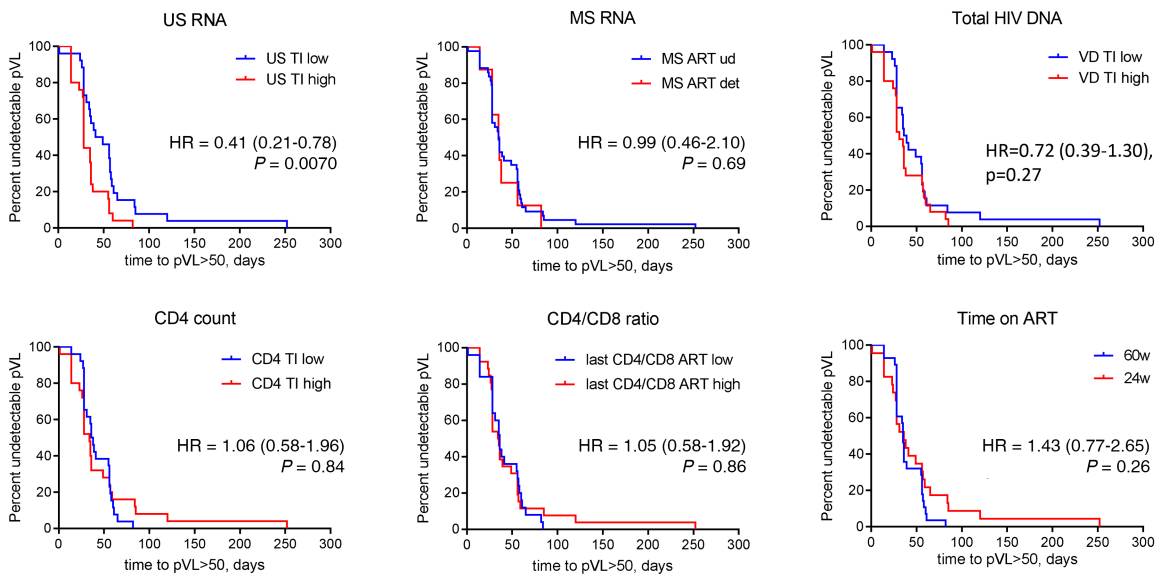 US RNA
Percent undetectable pVL
100
80
60
40
20
0
US TI low
US TI high
HR = 0.41 (0.21-0.78)
P = 0.0070
0 50 100 150 200 250 300
time to pVL>50, days
MS RNA
Percent undetectable pVL
100
80
60
40
20
0
MS ART ud
MS ART det
HR = 0.99 (0.46-2.10)
P = 0.69
0 50 100 150 200 250 300
time to pVL>50, days
Total HIV DNA
Percent undetectable pVL
100
80
60
40
20
0
VD TI low
VD TI high
HR=0.72 (0.39-1.30),
p=0.27
0 50 100 150 200 250 300
time to pVL>50, days
CD4 count
Percent undetectable pVL
100
80
60
40
20
0
CD4 TI low
CD4 TI high
HR = 1.06 (0.58-1.96)
P = 0.84
0 50 100 150 200 250 300
time to pVL>50, days
CD4/CD8 ratio
Percent undetectable pVL
100
80
60
40
20
0
last CD4/CD8 ART low
last CD4/CD8 ART high
HR = 1.05 (0.58-1.92)
P = 0.86
0 50 100 150 200 250 300
time to pVL>50, days
Time on ART
Percent undetectable pVL
100
80
60
40
20
0
60w
24w
HR = 1.43 (0.77-2.65)
P = 0.26
0 50 100 150 200 250 300
time to pVL>50, days